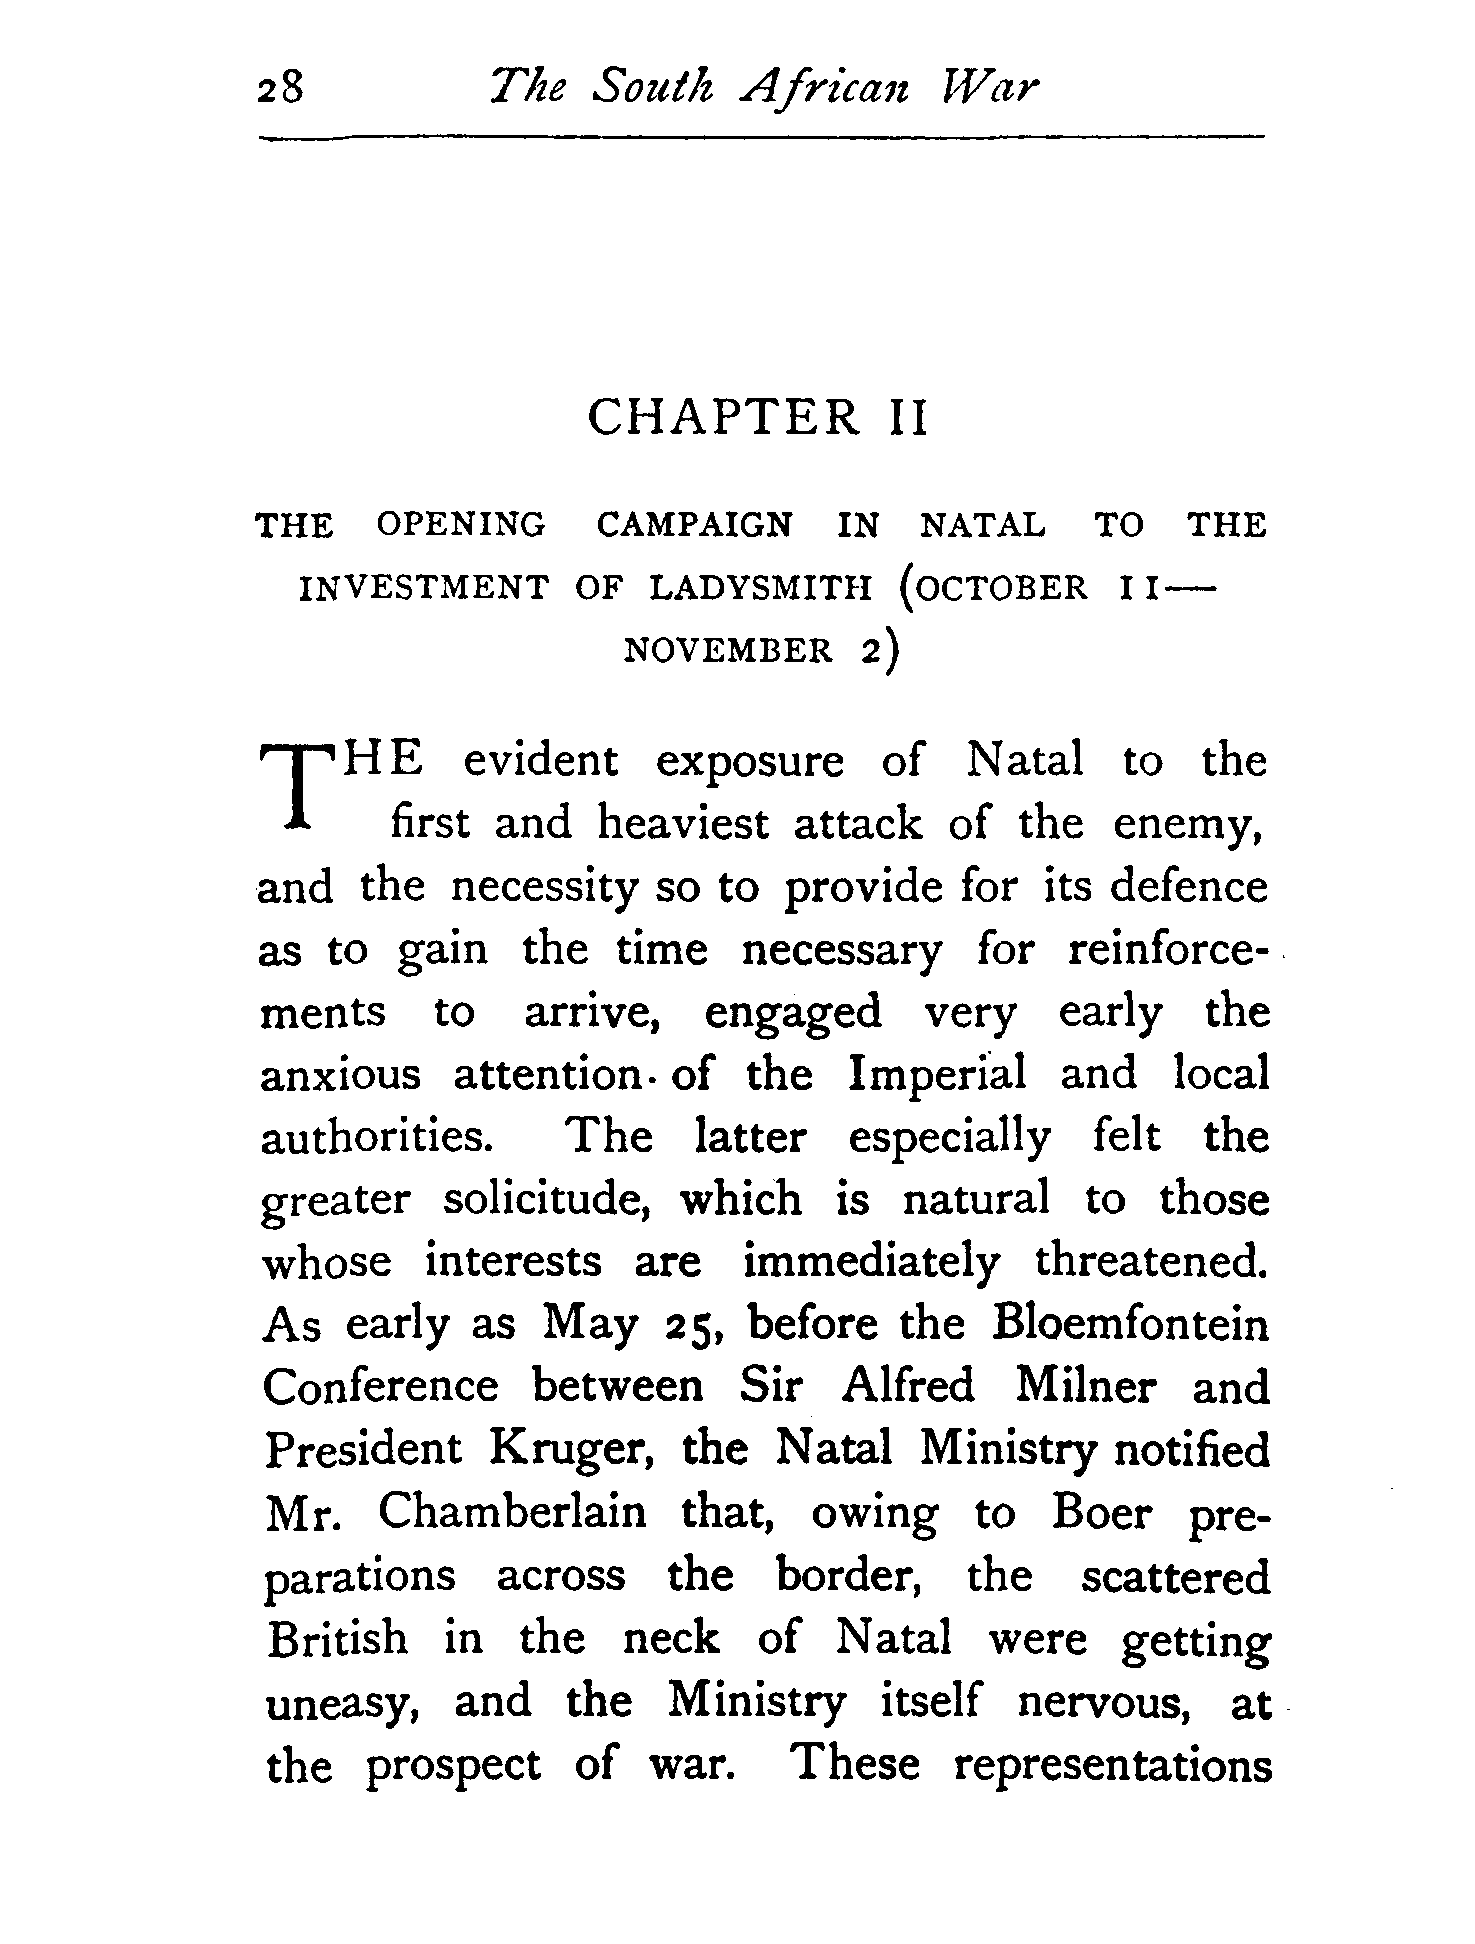 28 The South African War
CHAPTER II
THE OPENING CAMPAIGN IN NATAL TO THE
INVESTMENT OF LADYSMITH (OCTOBER 11—
NOVEMBER 2)
THE evident exposure of Natal to the
first and heaviest attack of the enemy,
and the necessity so to provide for its defence
as to gain the time necessary for reinforce-
ments to arrive, engaged very early the
anxious attention of the Imperial and local
authorities. The latter especially felt the
greater solicitude, which is natural to those
whose interests are immediately threatened.
As early as May 25, before the Bloemfontein
Conference between Sir Alfred Milner and
President Kruger, the Natal Ministry notified
Mr. Chamberlain that, owing to Boer pre-
parations across the border, the scattered
British in the neck of Natal were getting
uneasy, and the Ministry itself nervous, at
the prospect of war. These representations